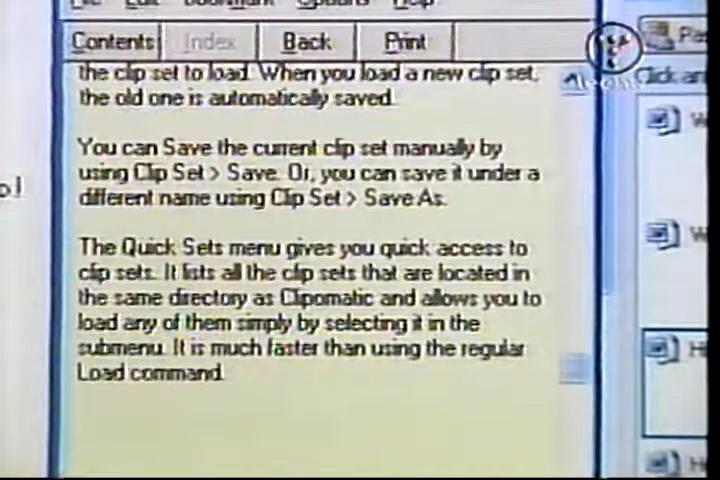 File Edit Bookmark Options Help
Contents Index Back Print
the clip set to load. When you load a new clip set,
the old one is automatically saved.
You can Save the current clip set manually by
using Clip Set > Save. Or, you can save it under a
different name using Clip Set > Save As.
The Quick Sets menu gives you quick access to
clip sets. It lists all the clip sets that are located in
the same directory as Clipomatic and allows you to
load any of them simply by selecting it in the
submenu. It is much faster than using the regular
Load command.
Click an
W
W
H
H